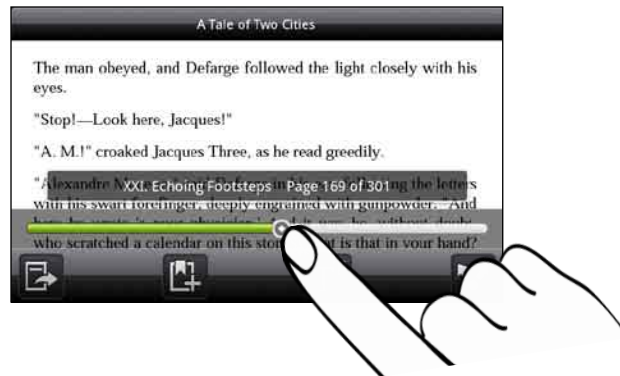 A Tale of Two Cities
The man obeyed, and Defarge followed the light closely with his
eyes.
"Stop!—Look here, Jacques!"
"A. M.!" croaked Jacques Three, as he read greedily.
"Alexandre the letters
XXI. Echoing Footsteps Page 169 of 301
with his swart forefinger, deeply engrained with gunpowder. "And
without doubt,
who scratched a calendar on this is that in your hand?